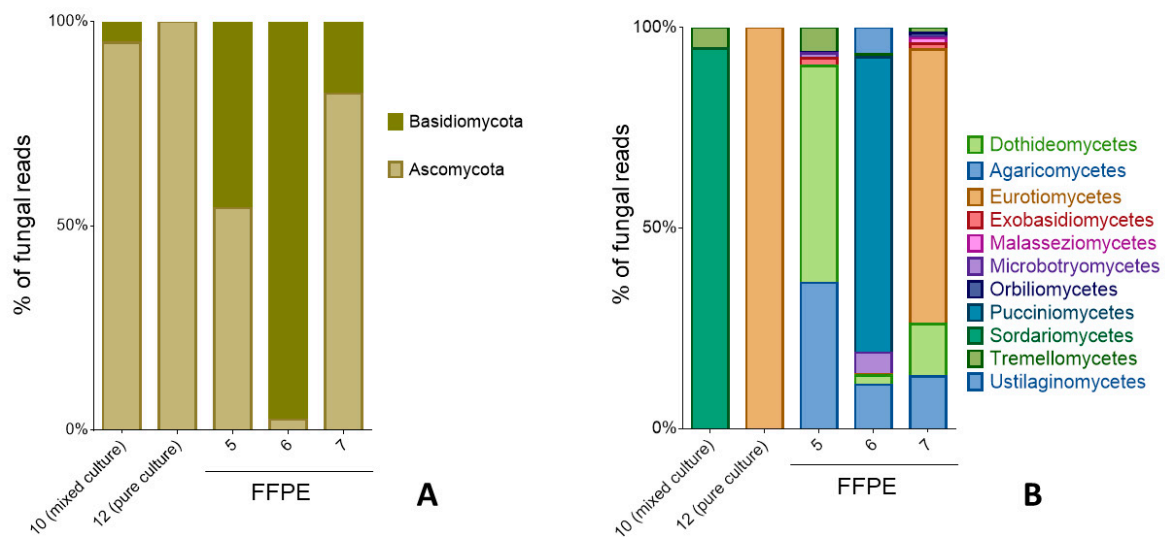 100%
50%
0%
% of fungal reads
Basidiomycota
Ascomycota
10 (mixed culture)
12 (pure culture)
5
6
7
FFPE
A
100%
50%
0%
% of fungal reads
Dothideomycetes
Agaricomycetes
Eurotiomycetes
Exobasidiomycetes
Malasseziomycetes
Microbotryomycetes
Orbiliomycetes
Pucciniomycetes
Sordariomycetes
Tremellomycetes
Ustilaginomycetes
10 (mixed culture)
12 (pure culture)
5
6
7
FFPE
B